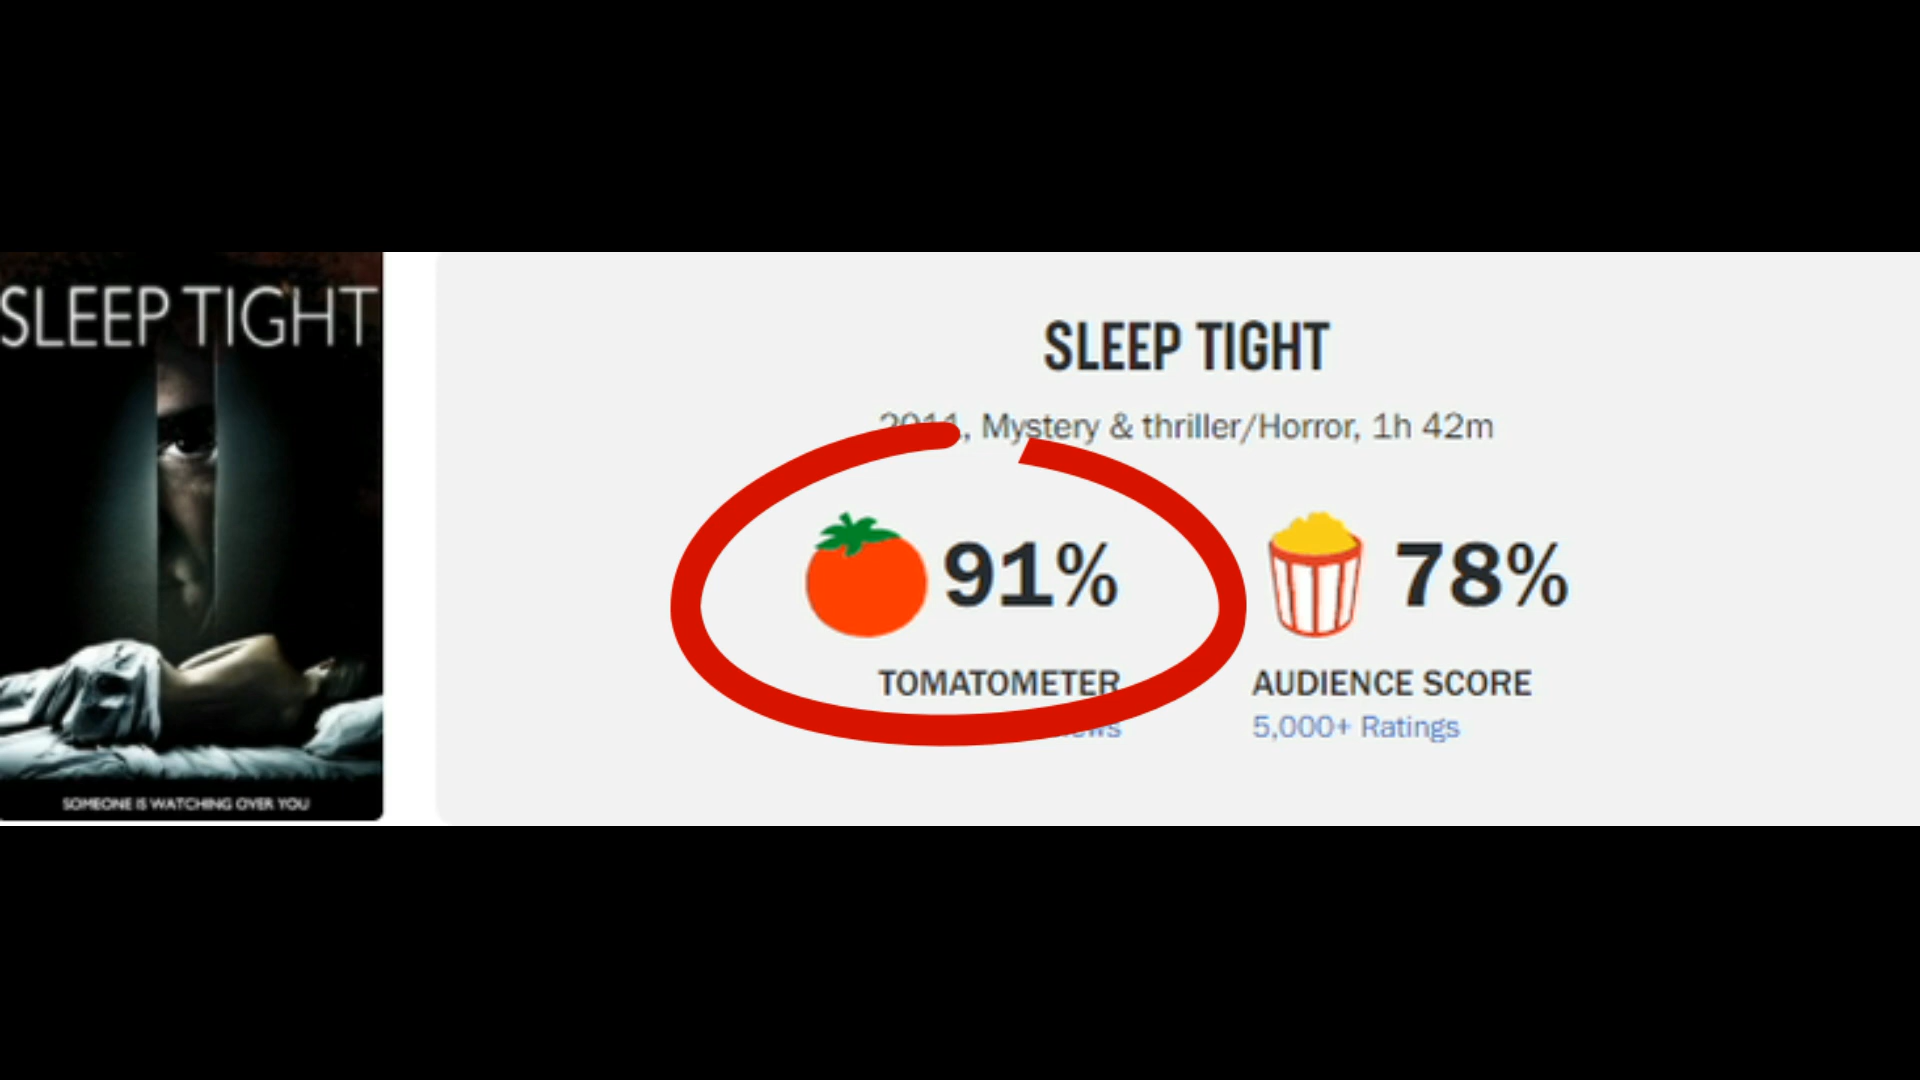 SLEEP TIGHT
SOMEONE IS WATCHING OVER YOU
SLEEP TIGHT
2011, Mystery & thriller/Horror, 1h 42m
91%
78%
TOMATOMETER
AUDIENCE SCORE
5,000+ Ratings